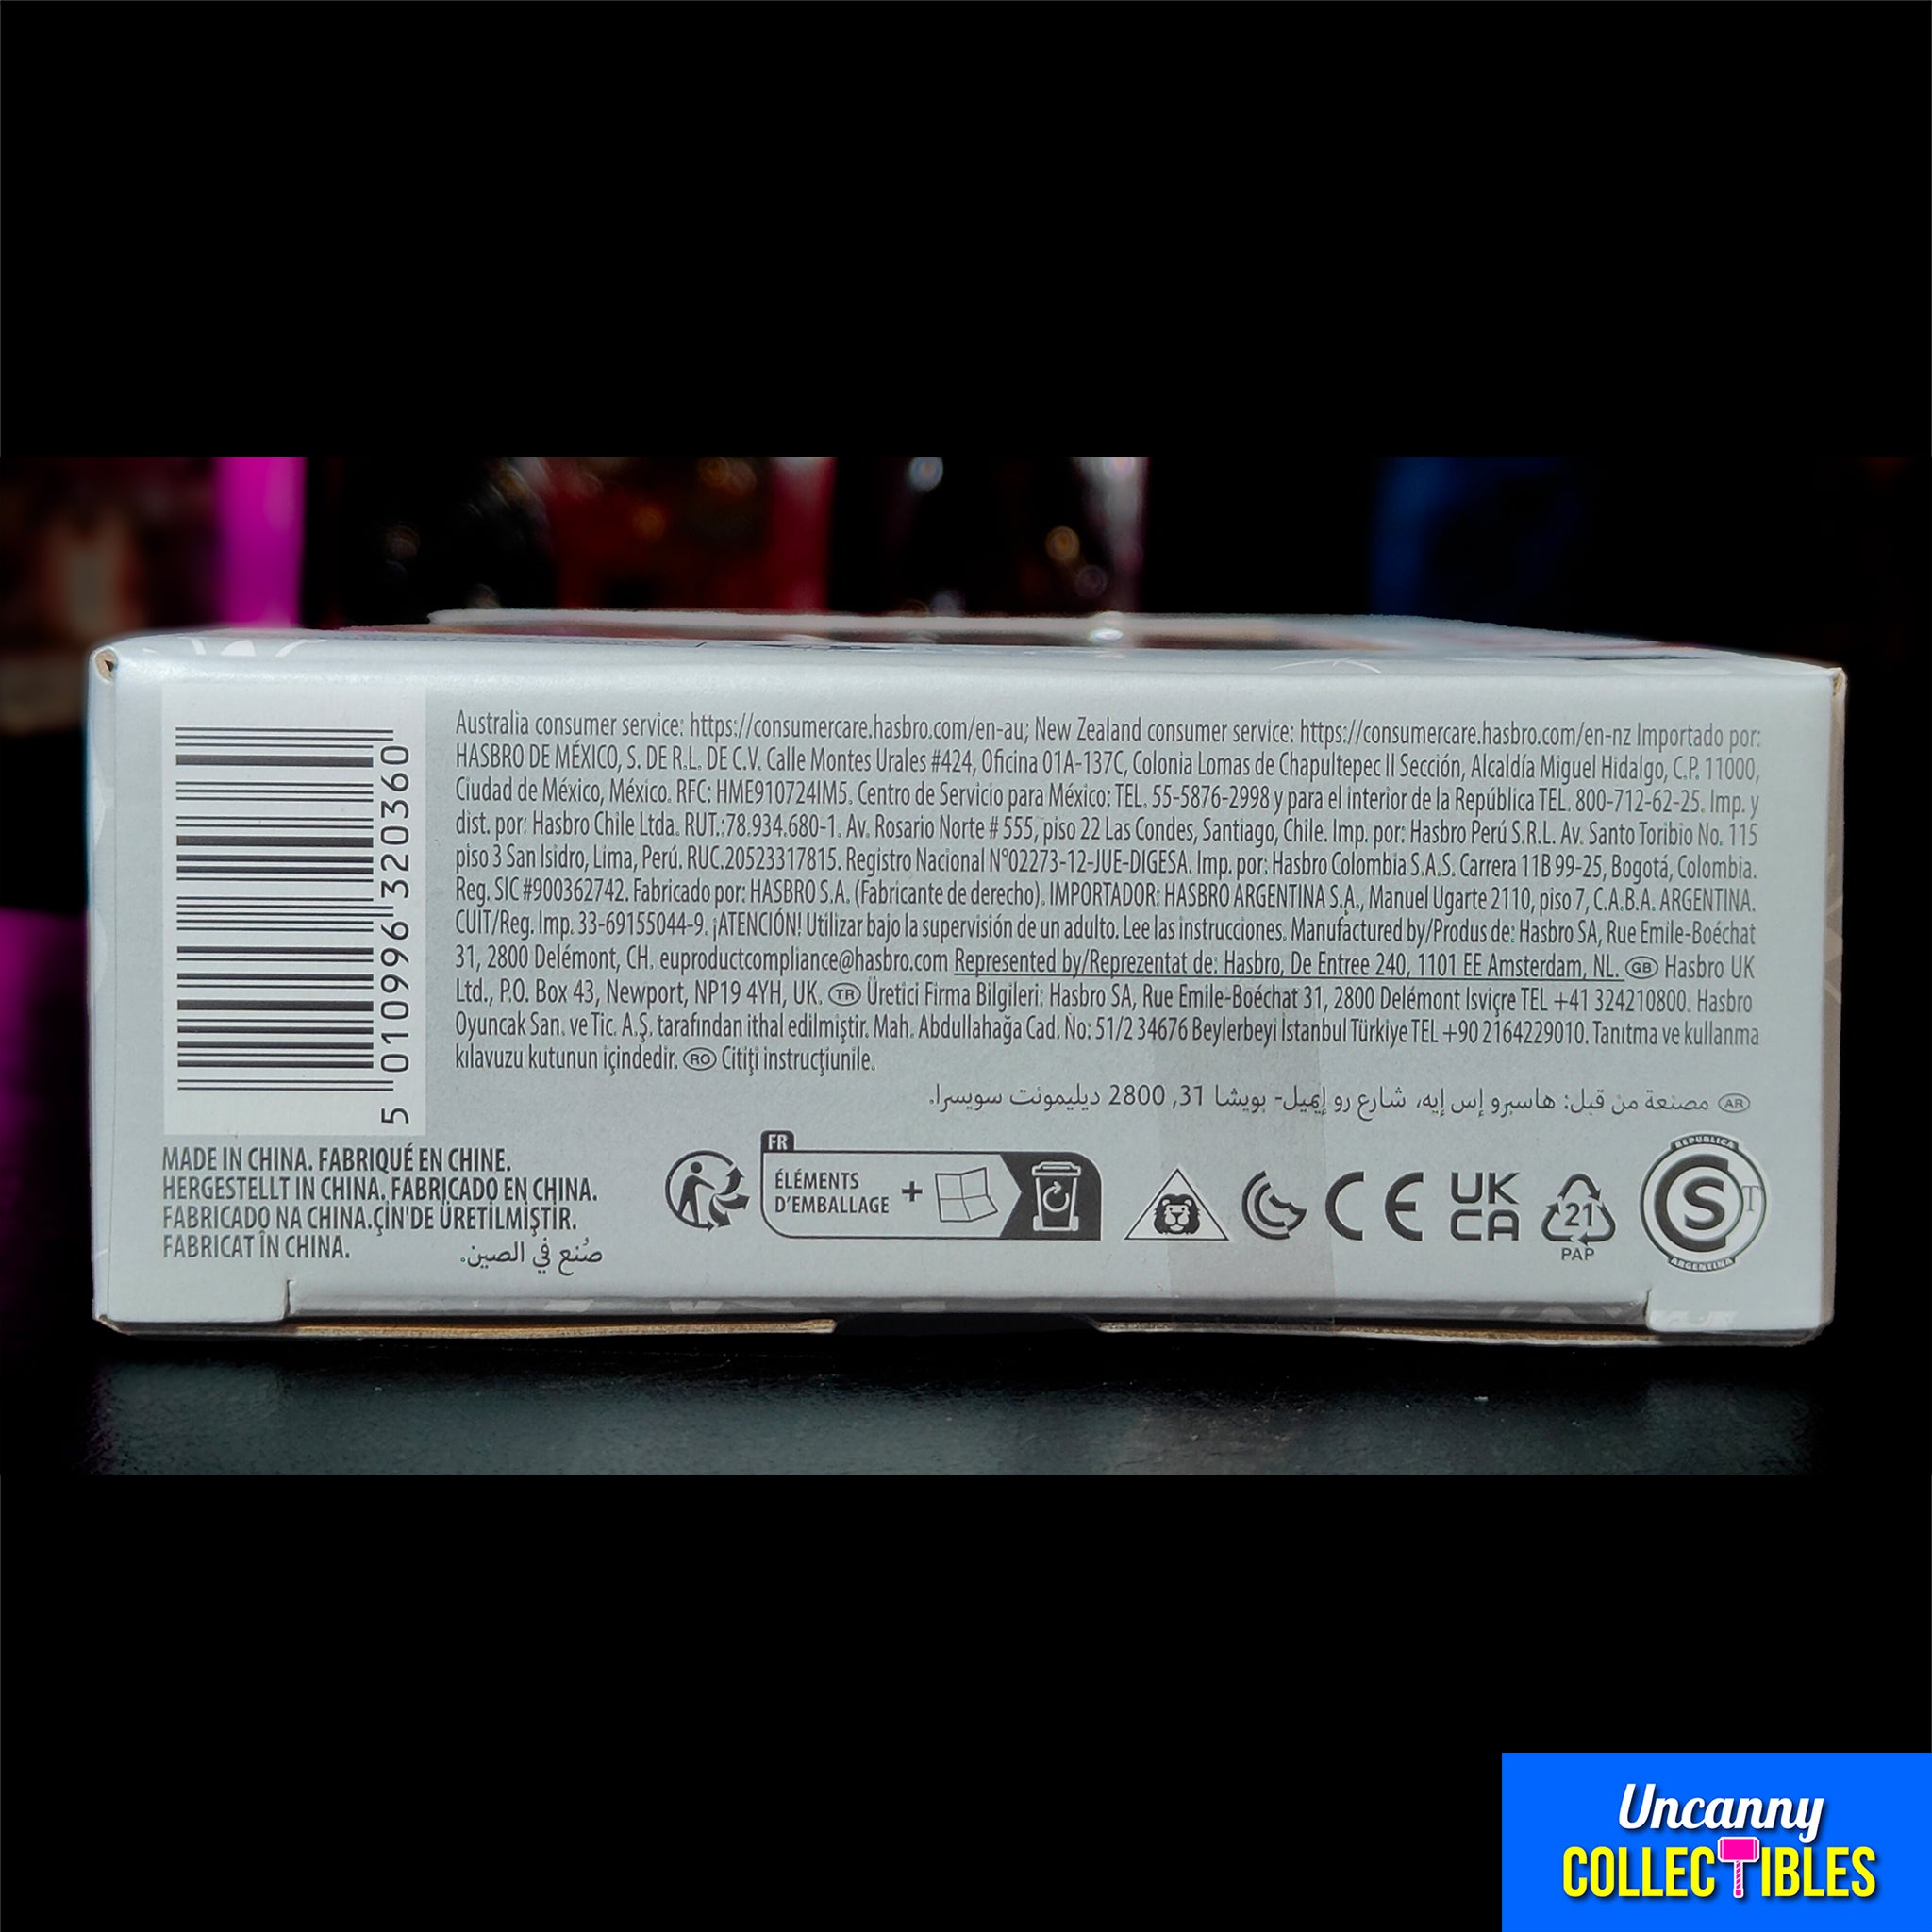 5 010996 320360
Australia consumer service: https://consumercare.hasbro.com/en-au; New Zealand consumer service: https://consumercare.hasbro.com/en-nz Importado por:
HASBRO DE MÉXICO, S. DE R.L. DE C.V. Calle Montes Urales #424, Oficina 01A-137C, Colonia Lomas de Chapultepec II Sección, Alcaldía Miguel Hidalgo, C.P. 11000,
Ciudad de México, México. RFC: HME910724IM5. Centro de Servicio para México: TEL. 55-5876-2998 y para el interior de la República TEL. 800-712-62-25. Imp. y
dist. por: Hasbro Chile Ltda. RUT.:78.934.680-1. Av. Rosario Norte # 555, piso 22 Las Condes, Santiago, Chile. Imp. por: Hasbro Perú S.R.L. Av. Santo Toribio No. 115
piso 3 San Isidro, Lima, Perú. RUC.20523317815. Registro Nacional N°02273-12-JUE-DIGESA. Imp. por: Hasbro Colombia S.A.S. Carrera 11B 99-25, Bogotá, Colombia.
Reg. SIC #900362742. Fabricado por: HASBRO S.A. (Fabricante de derecho). IMPORTADOR: HASBRO ARGENTINA S.A., Manuel Ugarte 2110, piso 7, C.A.B.A. ARGENTINA.
CUIT/Reg. Imp. 33-69155044-9. ¡ATENCIÓN! Utilizar bajo la supervisión de un adulto. Lee las instrucciones. Manufactured by/Produs de: Hasbro SA, Rue Emile-Boéchat
31, 2800 Delémont, CH. euproductcompliance@hasbro.com Represented by/Reprezentat de: Hasbro, De Entree 240, 1101 EE Amsterdam, NL. GB Hasbro UK
Ltd., P.O. Box 43, Newport, NP19 4YH, UK. TR Üretici Firma Bilgileri: Hasbro SA, Rue Emile-Boéchat 31, 2800 Delémont Isviçre TEL +41 324210800. Hasbro
Oyuncak San. ve Tic. A.Ş. tarafından ithal edilmiştir. Mah. Abdullahağa Cad. No: 51/2 34676 Beylerbeyi İstanbul Türkiye TEL +90 2164229010. Tanıtma ve kullanma
kılavuzu kutunun içindedir. RO Citiţi instrucţiunile.
AR مصنعة من قبل: هاسبرو إس إيه، شارع رو إيميل- بويشا 31, 2800 ديليمونت سويسرا.
MADE IN CHINA. FABRIQUÉ EN CHINE.
HERGESTELLT IN CHINA. FABRICADO EN CHINA.
FABRICADO NA CHINA.ÇİN'DE ÜRETİLMİŞTİR.
FABRICAT ÎN CHINA.
صُنع في الصين.
FR
ÉLÉMENTS
D'EMBALLAGE
+
CE
UK
CA
21
PAP
REPUBLICA
S
T
ARGENTINA
Uncanny
COLLECTIBLES